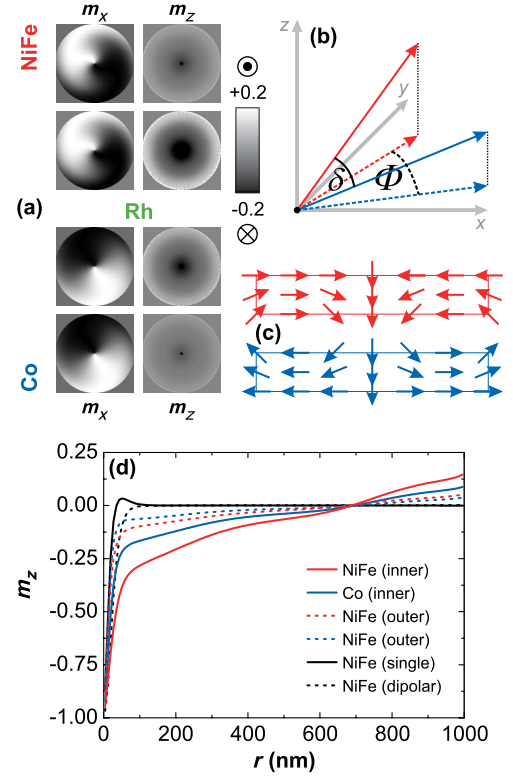 m_x
m_z
NiFe
+0.2
-0.2
(a)
Rh
Co
m_x
m_z
(b)
z
y
x
δ
Φ
(c)
(d)
0.25
0.00
-0.25
-0.50
-0.75
-1.00
m_z
NiFe (inner)
Co (inner)
NiFe (outer)
NiFe (outer)
NiFe (single)
NiFe (dipolar)
0
200
400
600
800
1000
r (nm)